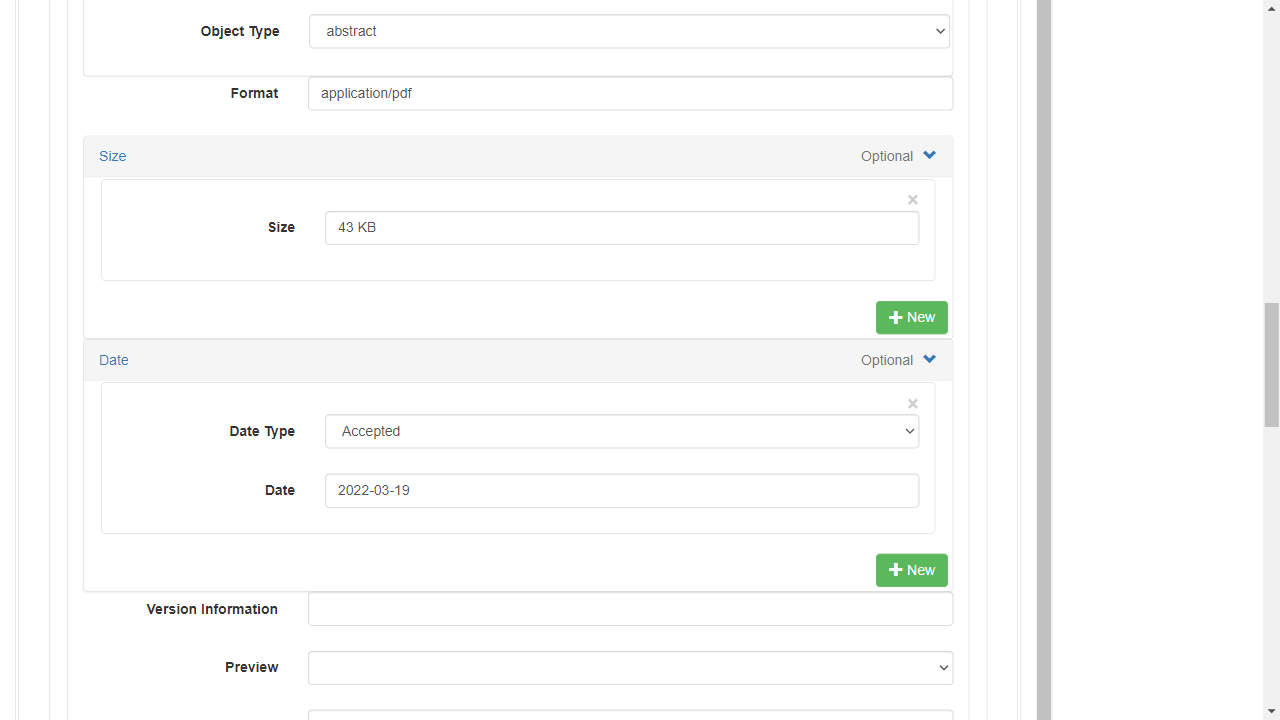 Object Type abstract
Format application/pdf
Size Optional
×
Size 43 KB
New
Date Optional
×
Date Type Accepted
Date 2022-03-19
New
Version Information
Preview